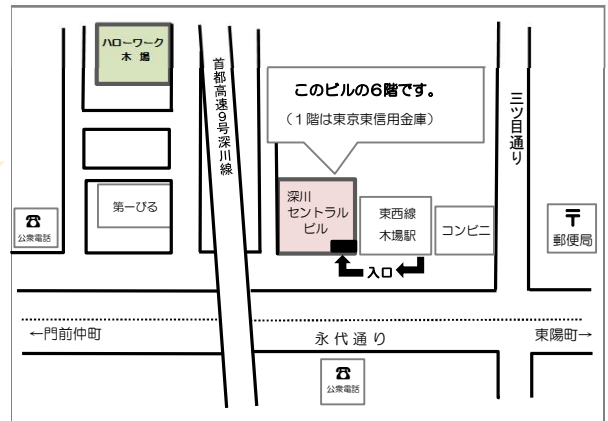 ハローワーク
木 場
首都高速9号深川線
このビルの6階です。
(1階は東京東信用金庫)
三ツ目通り
第一びる
深川
セントラル
ビル
東西線
木場駅
コンビニ
公衆電話
〒
郵便局
入口
←門前仲町
永代通り
東陽町→
公衆電話